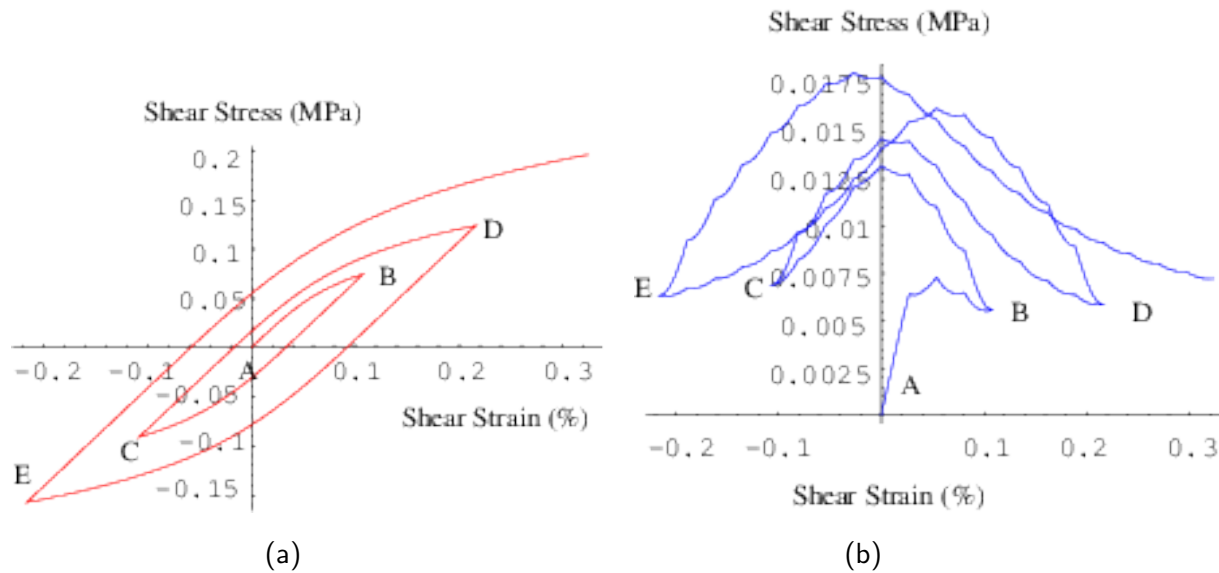 Shear Stress (MPa)
0.2
0.15
0.1
0.05
-0.2
-0.1
0.1
0.2
0.3
-0.05
-0.1
-0.15
A
B
C
D
E
Shear Strain (%)
(a)
Shear Stress (MPa)
0.0175
0.015
0.0125
0.01
0.0075
0.005
0.0025
-0.2
-0.1
0.1
0.2
0.3
A
B
C
D
E
Shear Strain (%)
(b)